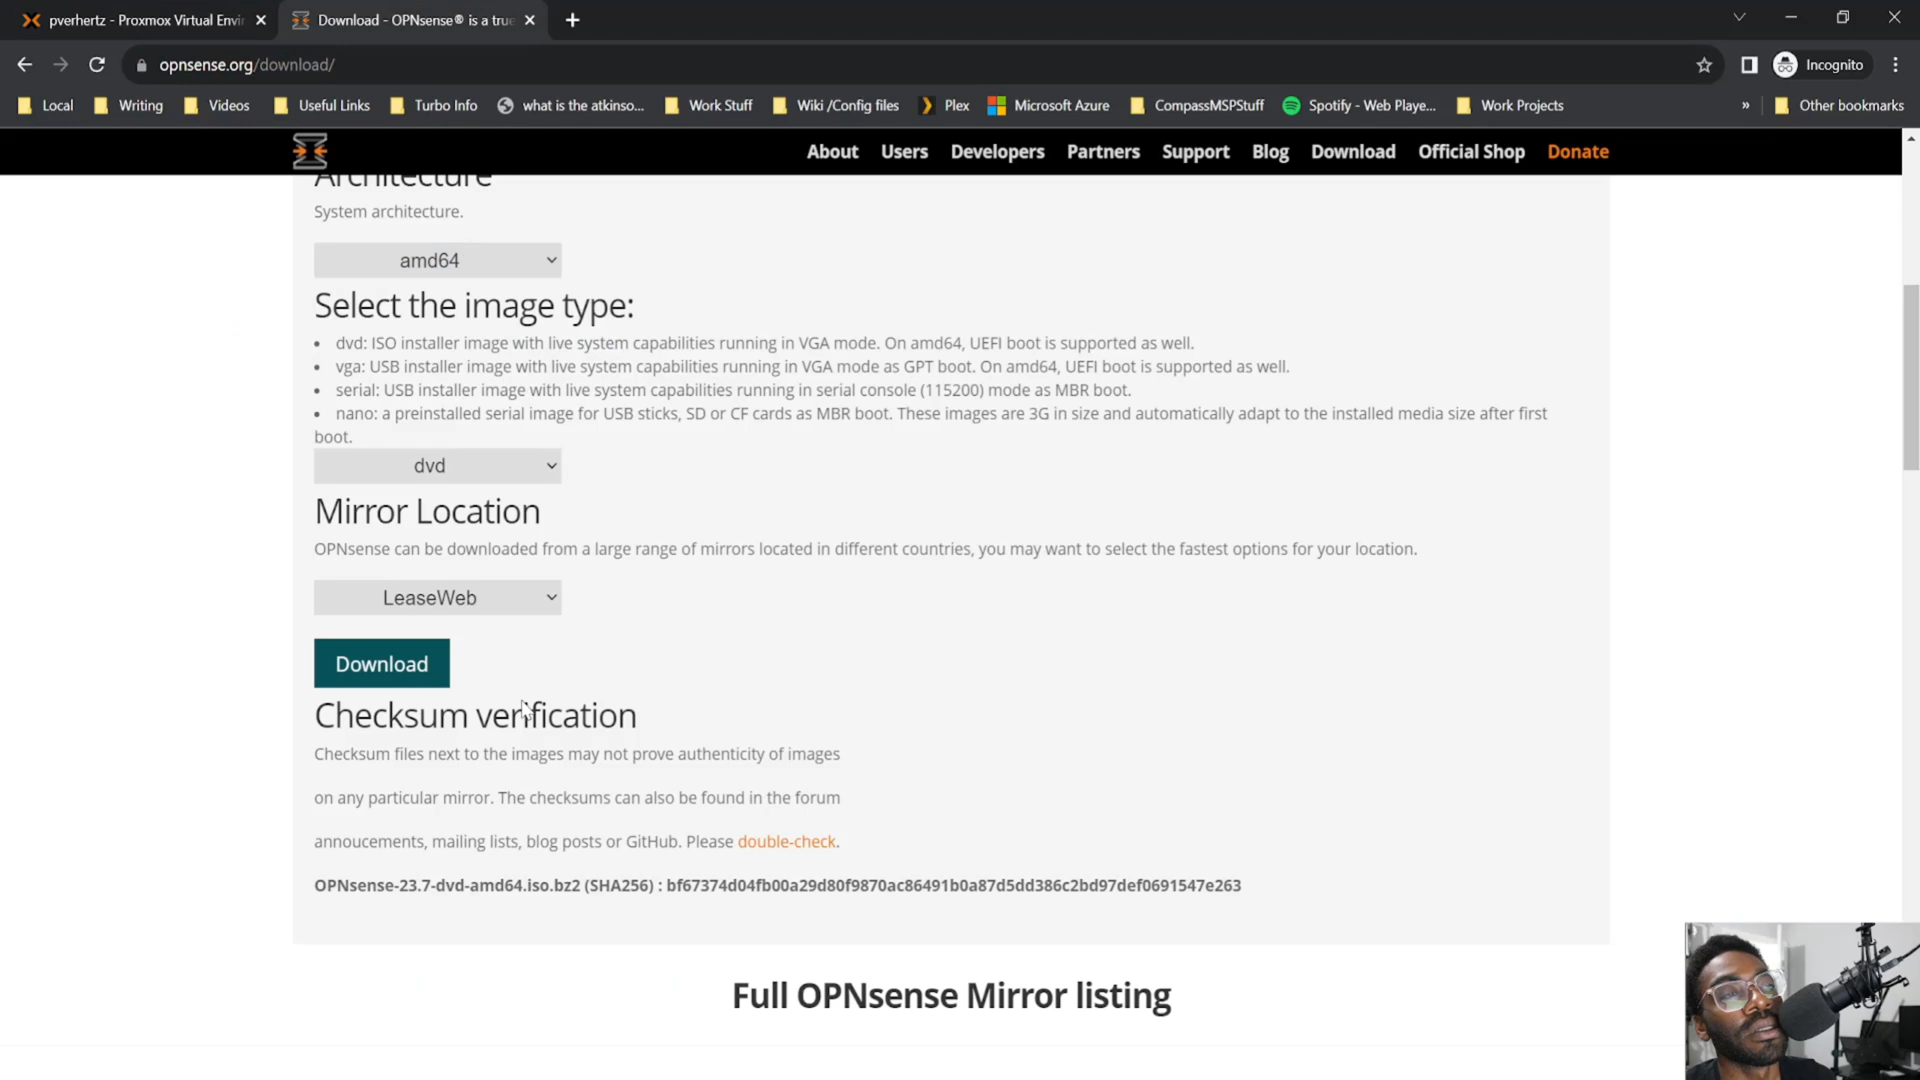 pverhertz - Proxmox Virtual Envir
Download - OPNsense® is a true
opnsense.org/download/
Incognito
Local
Writing
Videos
Useful Links
Turbo Info
what is the atkinso...
Work Stuff
Wiki /Config files
Plex
Microsoft Azure
CompassMSPStuff
Spotify - Web Playe...
Work Projects
»
Other bookmarks
About
Users
Developers
Partners
Support
Blog
Download
Official Shop
Donate
Architecture
System architecture.
amd64
Select the image type:
• dvd: ISO installer image with live system capabilities running in VGA mode. On amd64, UEFI boot is supported as well.
• vga: USB installer image with live system capabilities running in VGA mode as GPT boot. On amd64, UEFI boot is supported as well.
• serial: USB installer image with live system capabilities running in serial console (115200) mode as MBR boot.
• nano: a preinstalled serial image for USB sticks, SD or CF cards as MBR boot. These images are 3G in size and automatically adapt to the installed media size after first
boot.
dvd
Mirror Location
OPNsense can be downloaded from a large range of mirrors located in different countries, you may want to select the fastest options for your location.
LeaseWeb
Download
Checksum verification
Checksum files next to the images may not prove authenticity of images
on any particular mirror. The checksums can also be found in the forum
annoucements, mailing lists, blog posts or GitHub. Please double-check.
OPNsense-23.7-dvd-amd64.iso.bz2 (SHA256) : bf67374d04fb00a29d80f9870ac86491b0a87d5dd386c2bd97def0691547e263
Full OPNsense Mirror listing